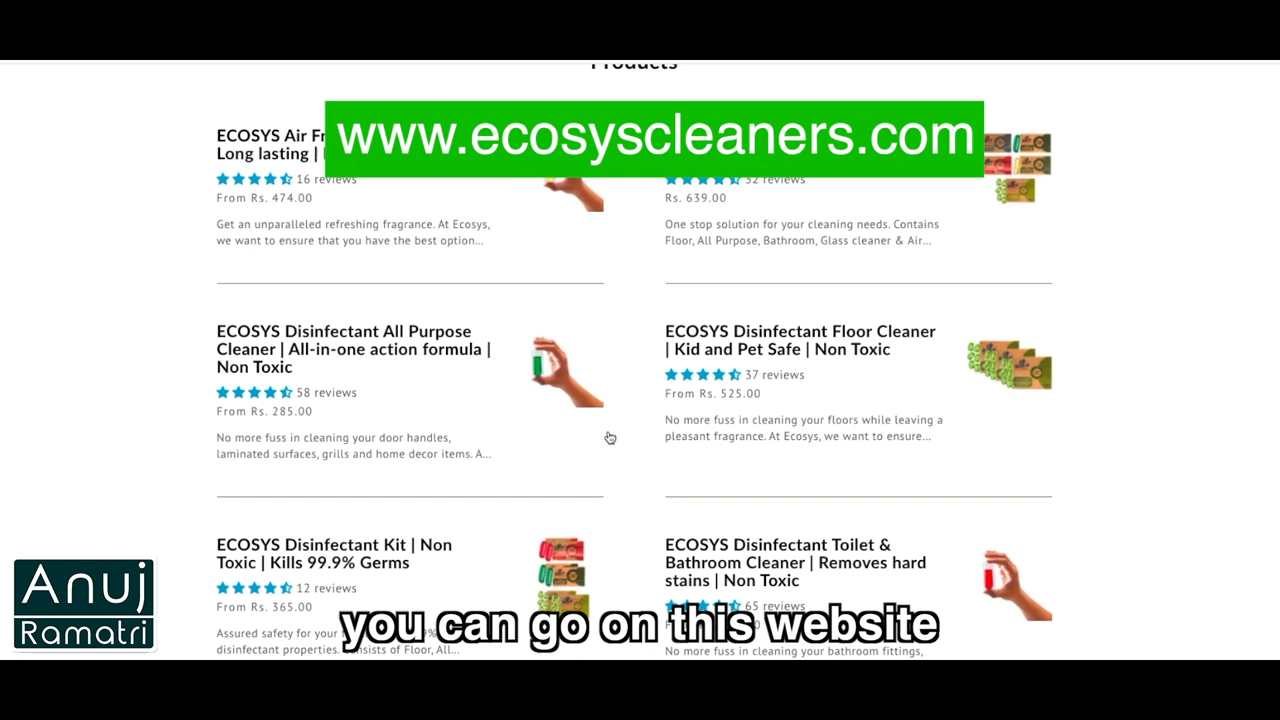 Products
www.ecosyscleaners.com
ECOSYS Air Fr
Long lasting |
16 reviews
From Rs. 474.00
Get an unparalleled refreshing fragrance. At Ecosys,
we want to ensure that you have the best option...
32 reviews
Rs. 639.00
One stop solution for your cleaning needs. Contains
Floor, All Purpose, Bathroom, Glass cleaner & Air...
ECOSYS Disinfectant All Purpose
Cleaner | All-in-one action formula |
Non Toxic
58 reviews
From Rs. 285.00
No more fuss in cleaning your door handles,
laminated surfaces, grills and home decor items. A...
ECOSYS Disinfectant Floor Cleaner
| Kid and Pet Safe | Non Toxic
37 reviews
From Rs. 525.00
No more fuss in cleaning your floors while leaving a
pleasant fragrance. At Ecosys, we want to ensure...
ECOSYS Disinfectant Kit | Non
Toxic | Kills 99.9% Germs
12 reviews
From Rs. 365.00
Assured safety for your
disinfectant properties. Consists of Floor, All...
ECOSYS Disinfectant Toilet &
Bathroom Cleaner | Removes hard
stains | Non Toxic
65 reviews
No more fuss in cleaning your bathroom fittings,
you can go on this website
Anuj
Ramatri